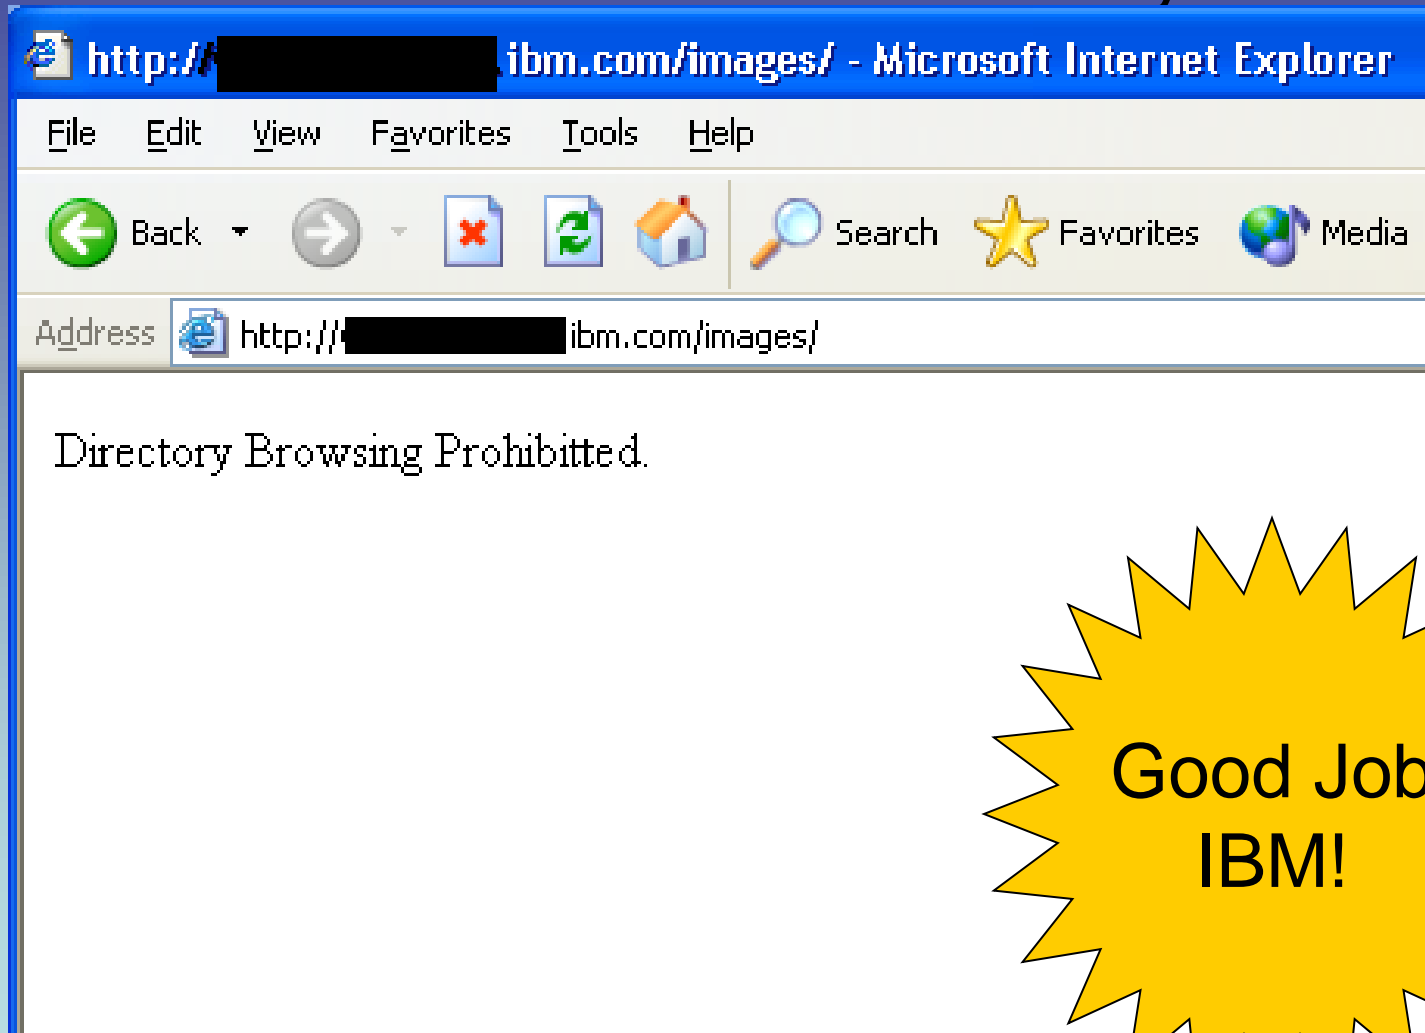 http:// .ibm.com/images/ - Microsoft Internet Explorer
File Edit View Favorites Tools Help
Back Search Favorites Media
Address http:// ibm.com/images/
Directory Browsing Prohibitted.
Good Job
IBM!